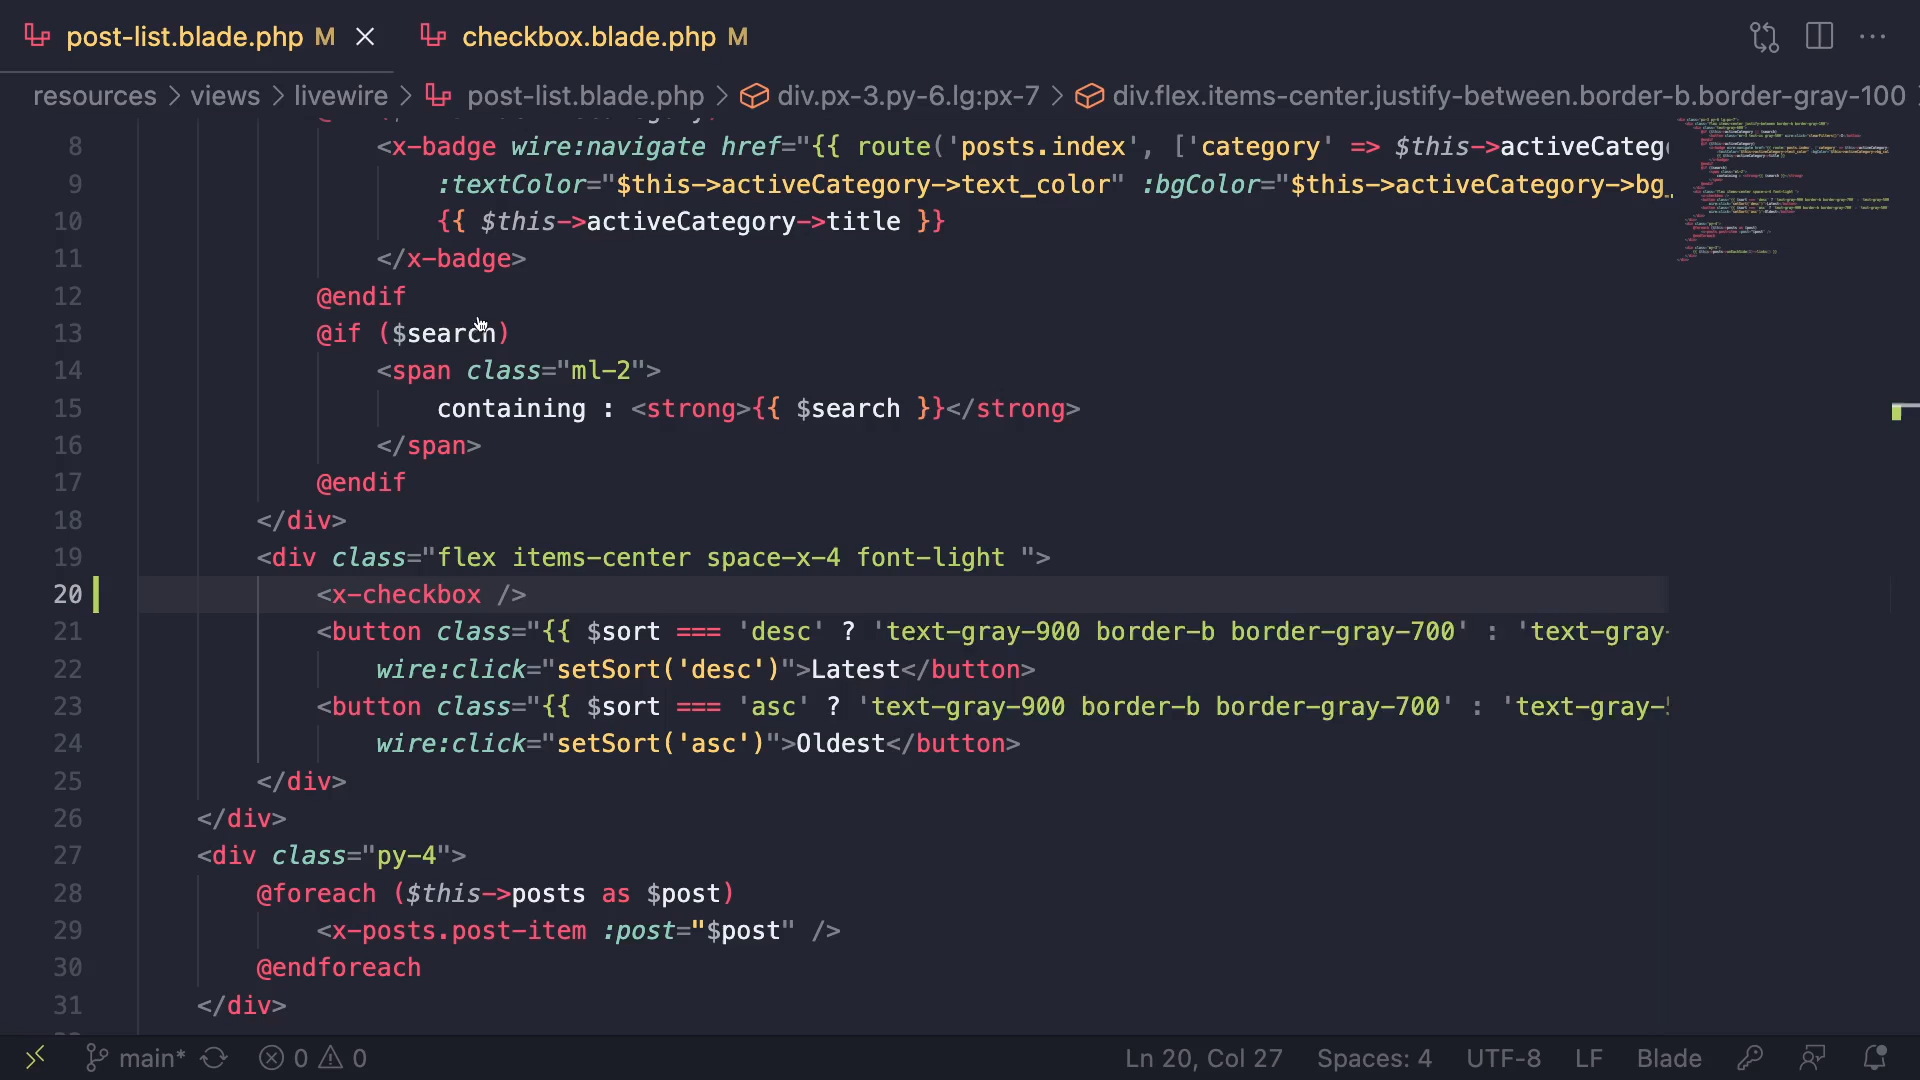 post-list.blade.php M
checkbox.blade.php M
resources > views > livewire > post-list.blade.php > div.px-3.py-6.lg:px-7 > div.flex.items-center.justify-between.border-b.border-gray-100
8 <x-badge wire:navigate href="{{ route('posts.index', ['category' => $this->activeCateg
9 :textColor="$this->activeCategory->text_color" :bgColor="$this->activeCategory->bg_
10 {{ $this->activeCategory->title }}
11 </x-badge>
12 @endif
13 @if ($search)
14 <span class="ml-2">
15 containing : <strong>{{ $search }}</strong>
16 </span>
17 @endif
18 </div>
19 <div class="flex items-center space-x-4 font-light ">
20 <x-checkbox />
21 <button class="{{ $sort === 'desc' ? 'text-gray-900 border-b border-gray-700' : 'text-gray-
22 wire:click="setSort('desc')">Latest</button>
23 <button class="{{ $sort === 'asc' ? 'text-gray-900 border-b border-gray-700' : 'text-gray-
24 wire:click="setSort('asc')">Oldest</button>
25 </div>
26 </div>
27 <div class="py-4">
28 @foreach ($this->posts as $post)
29 <x-posts.post-item :post="$post" />
30 @endforeach
31 </div>
main* 0 0 Ln 20, Col 27 Spaces: 4 UTF-8 LF Blade